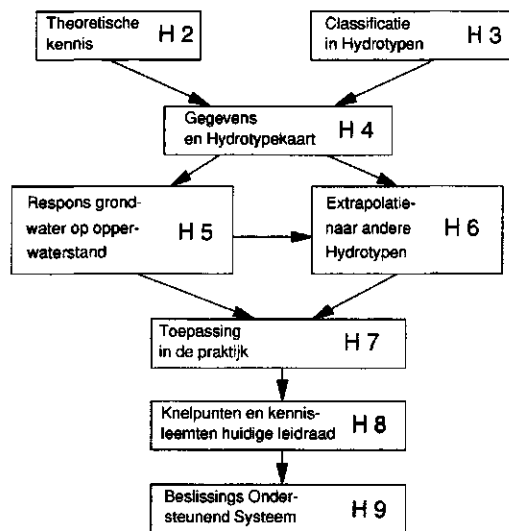 Theoretische
kennis
H 2
Classificatie
in Hydrotypen
H 3
Gegevens
en Hydrotypekaart
H 4
Respons grond-
water op opper-
waterstand
H 5
Extrapolatie-
naar andere
Hydrotypen
H 6
Toepassing
in de praktijk
H 7
Knelpunten en kennis-
leemten huidige leidraad
H 8
Beslissings Onder-
steunend Systeem
H 9